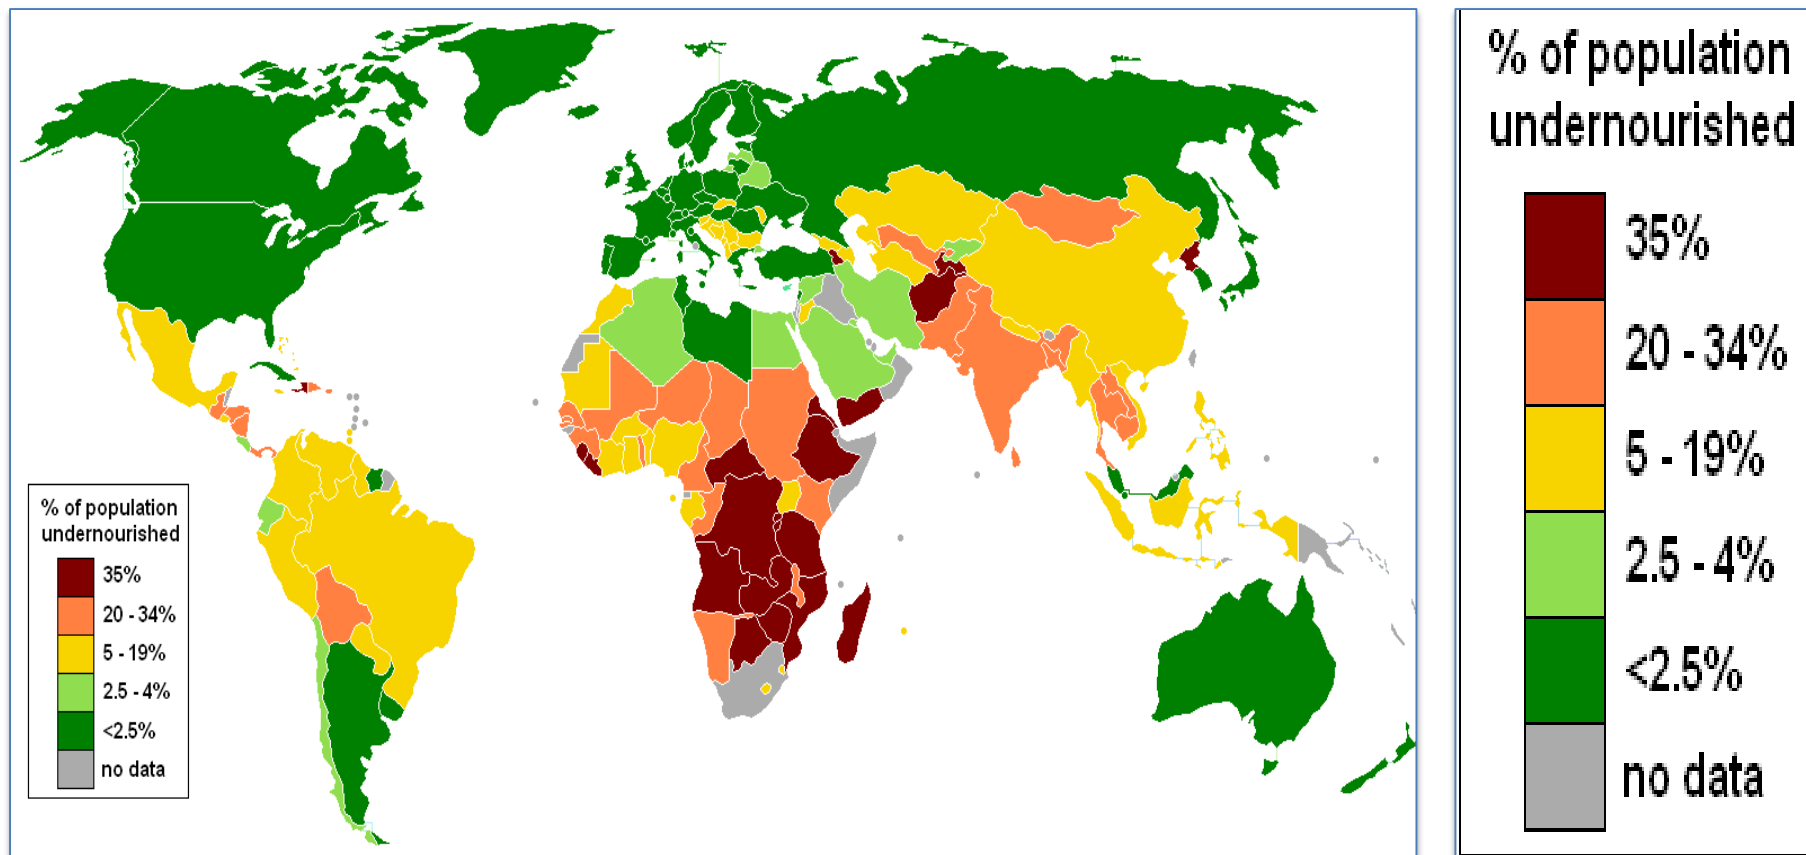 % of population
undernourished
35%
20 - 34%
5 - 19%
2.5 - 4%
<2.5%
no data
% of population
undernourished
35%
20 - 34%
5 - 19%
2.5 - 4%
<2.5%
no data